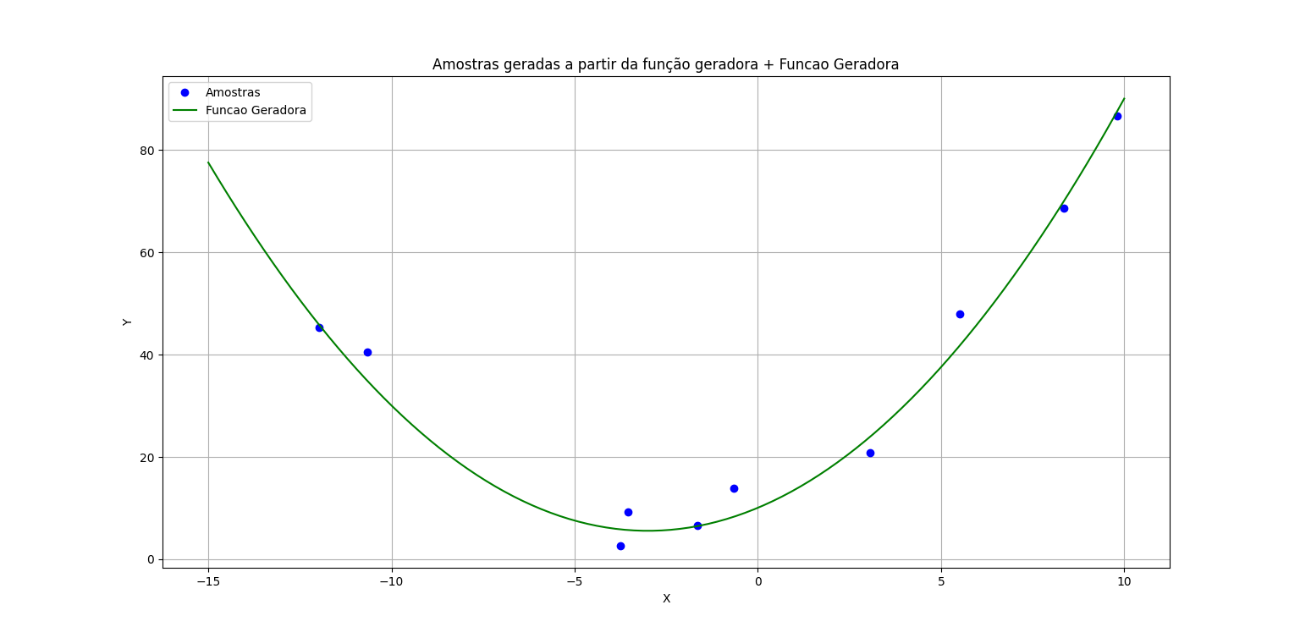 Amostras geradas a partir da função geradora + Funcao Geradora
Amostras
Funcao Geradora
80
60
40
20
0
Y
−15
−10
−5
0
5
10
X